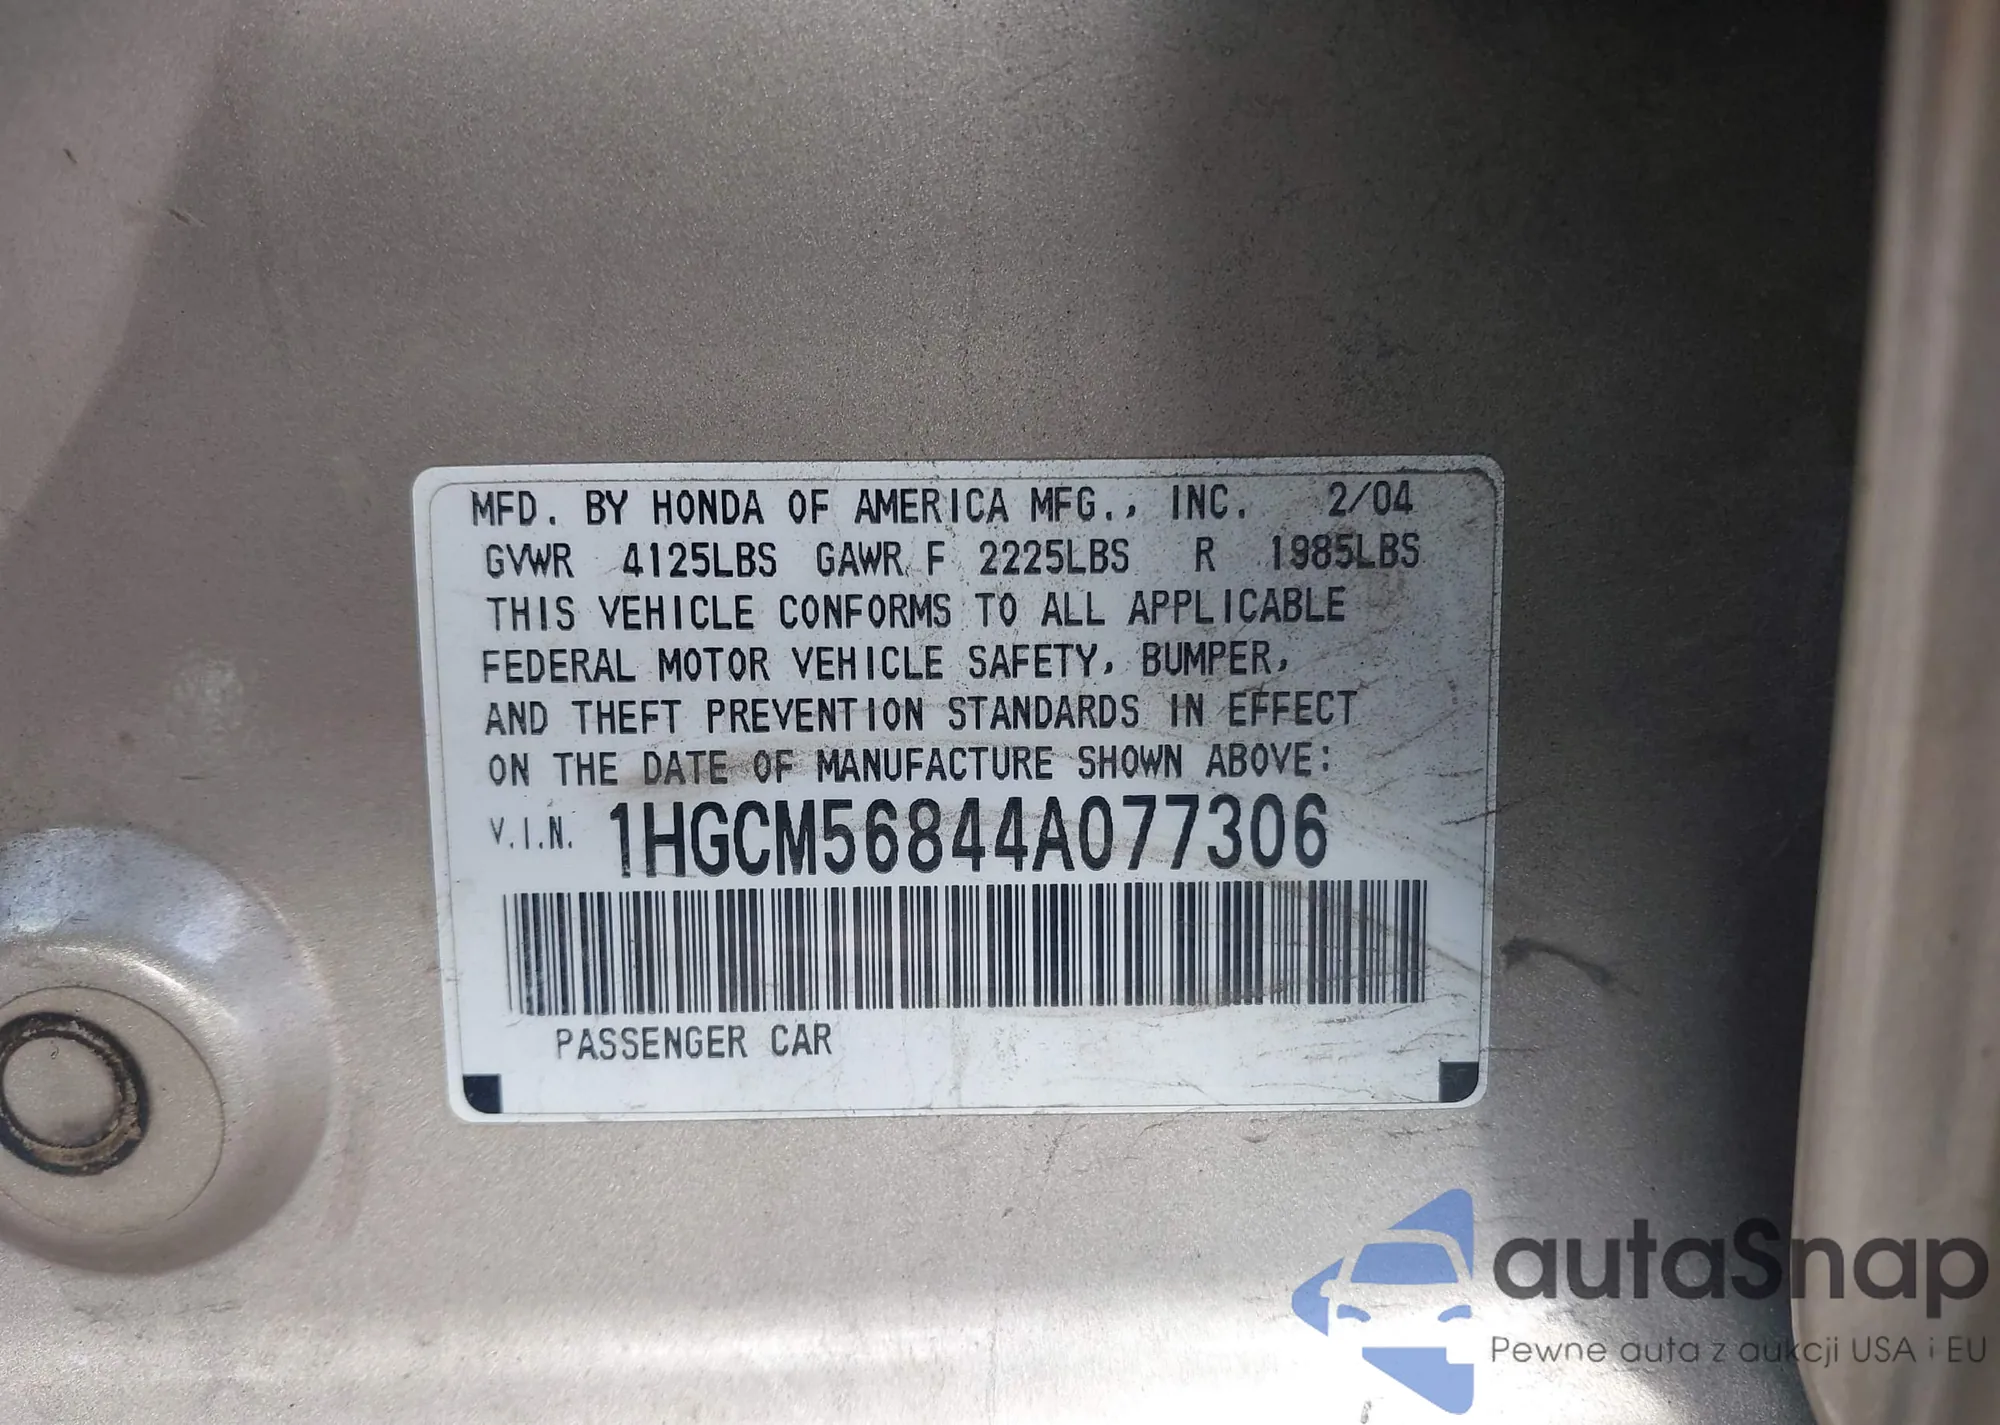 MFD. BY HONDA OF AMERICA MFG., INC. 2/04
GVWR 4125LBS GAWR F 2225LBS R 1985LBS
THIS VEHICLE CONFORMS TO ALL APPLICABLE
FEDERAL MOTOR VEHICLE SAFETY, BUMPER,
AND THEFT PREVENTION STANDARDS IN EFFECT
ON THE DATE OF MANUFACTURE SHOWN ABOVE:
V.I.N. 1HGCM56844A077306
PASSENGER CAR
autaSnap
Pewne auta z aukcji USA i EU